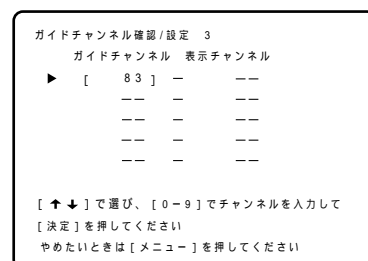 ガイドチャンネル確認/設定 3
ガイドチャンネル 表示チャンネル
▶ [ 83 ] ー ーー
ーー ー ーー
ーー ー ーー
ーー ー ーー
ーー ー ーー
[ ↑↓ ] で選び、[ 0－9 ] でチャンネルを入力して
[ 決定 ] を押してください
やめたいときは [ メニュー ] を押してください